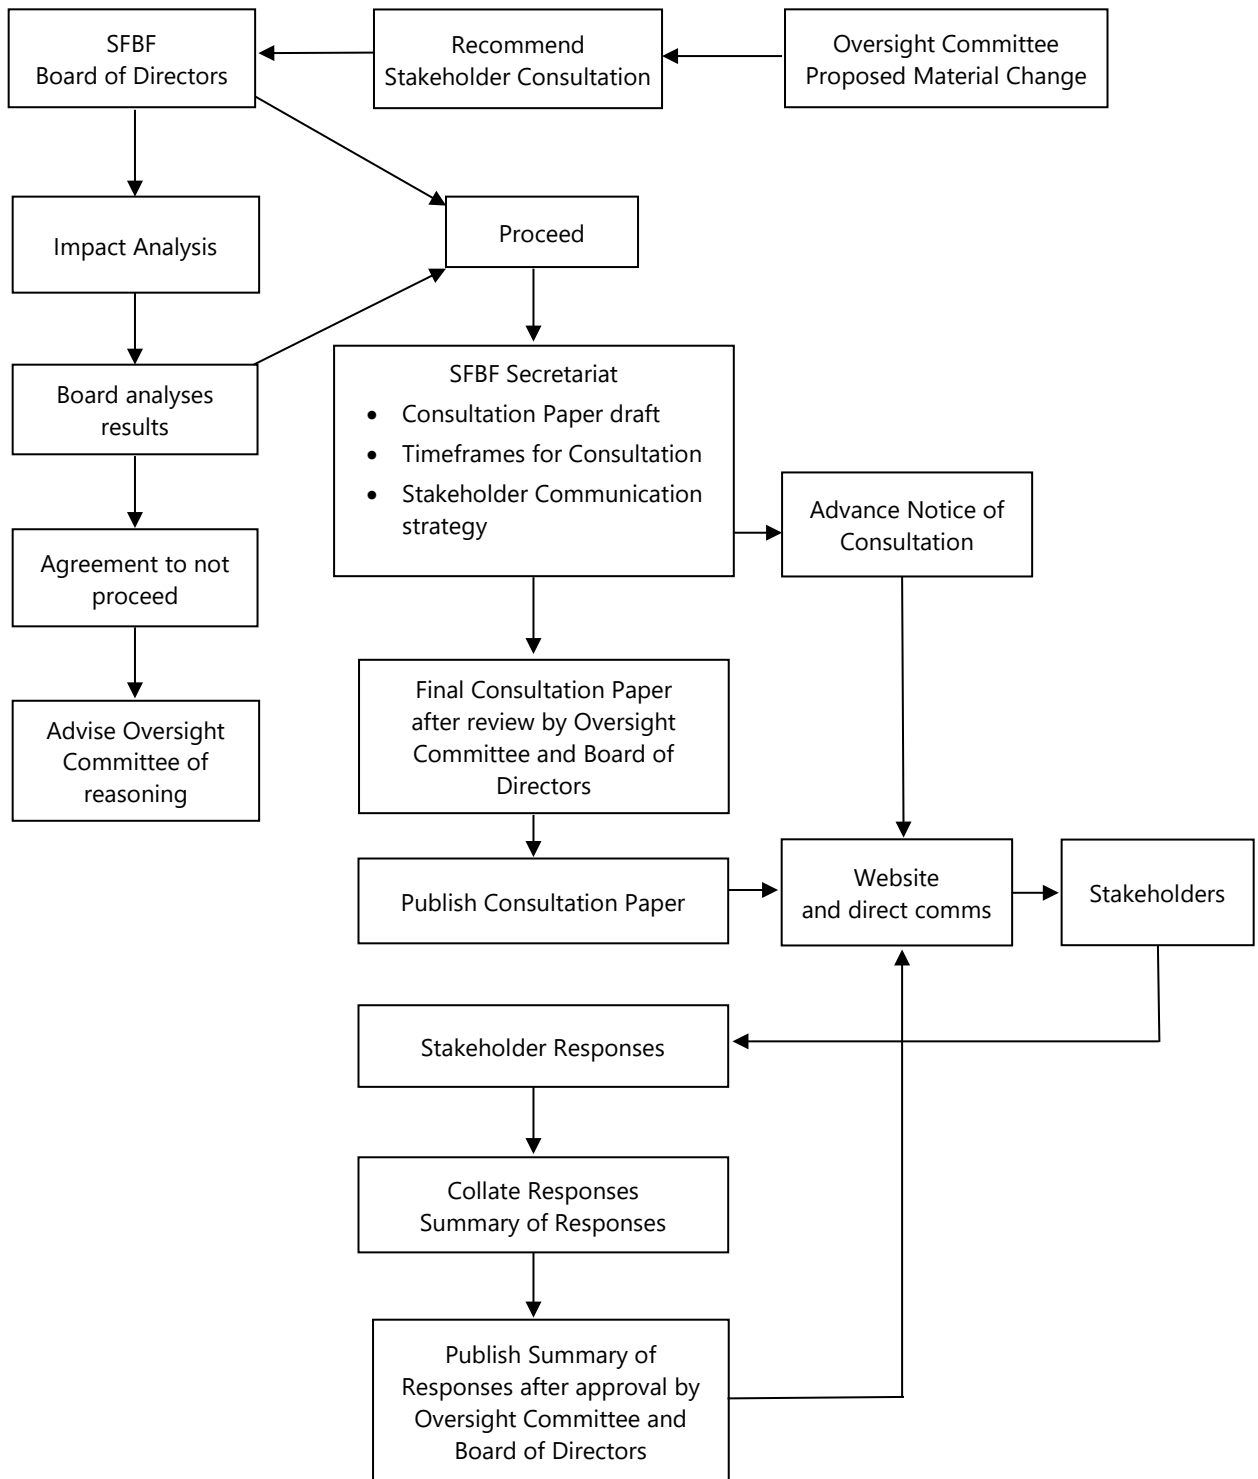 SFBF
Board of Directors
Recommend
Stakeholder Consultation
Oversight Committee
Proposed Material Change
Impact Analysis
Proceed
Board analyses
results
SFBF Secretariat
• Consultation Paper draft
• Timeframes for Consultation
• Stakeholder Communication
strategy
Advance Notice of
Consultation
Agreement to not
proceed
Advise Oversight
Committee of
reasoning
Final Consultation Paper
after review by Oversight
Committee and Board of
Directors
Publish Consultation Paper
Website
and direct comms
Stakeholders
Stakeholder Responses
Collate Responses
Summary of Responses
Publish Summary of
Responses after approval by
Oversight Committee and
Board of Directors